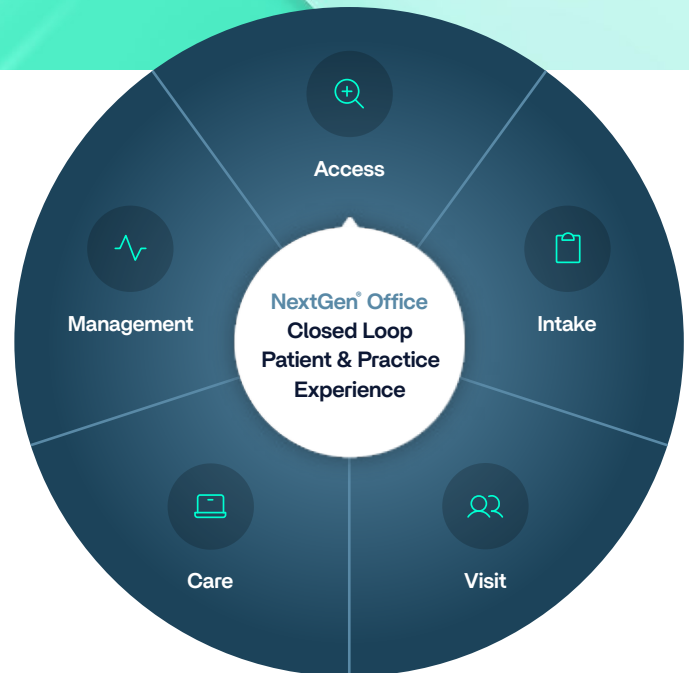 Access
Management
Intake
NextGen® Office
Closed Loop
Patient & Practice
Experience
Care
Visit